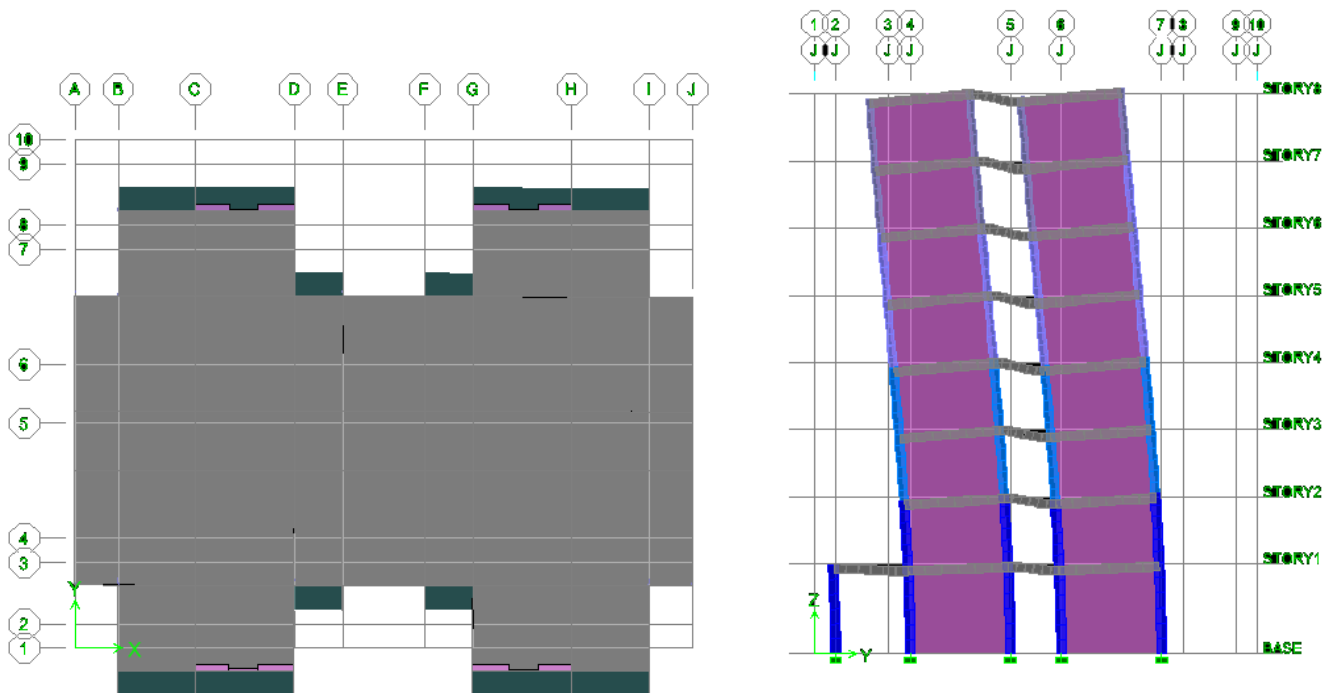 A B C D E F G H I J
10
9
8
7
6
5
4
3
2
1
Y
X
1 2 3 4 5 6 7 8 9 10
J J J J J J J J J J
STORY8
STORY7
STORY6
STORY5
STORY4
STORY3
STORY2
STORY1
BASE
Z
Y